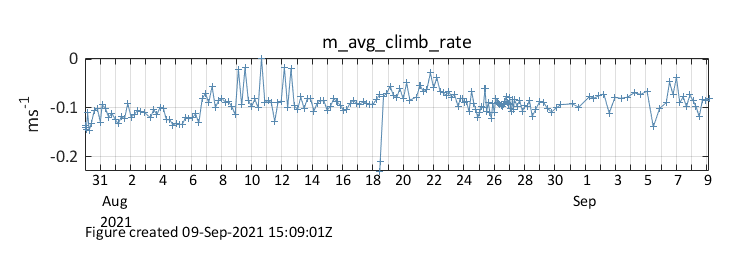 m_avg_climb_rate
0
-0.1
-0.2
ms-1
31 2 4 6 8 10 12 14 16 18 20 22 24 26 28 30 1 3 5 7 9
Aug Sep
2021
Figure created 09-Sep-2021 15:09:01Z